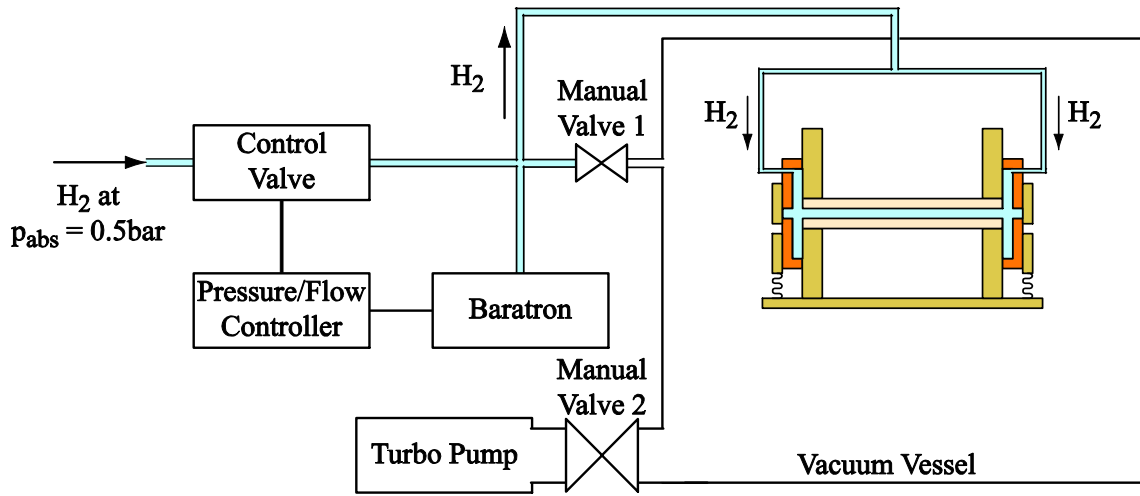 H₂
Manual
Valve 1
H₂
H₂
Control
Valve
H₂ at
pabs = 0.5bar
Pressure/Flow
Controller
Baratron
Manual
Valve 2
Turbo Pump
Vacuum Vessel